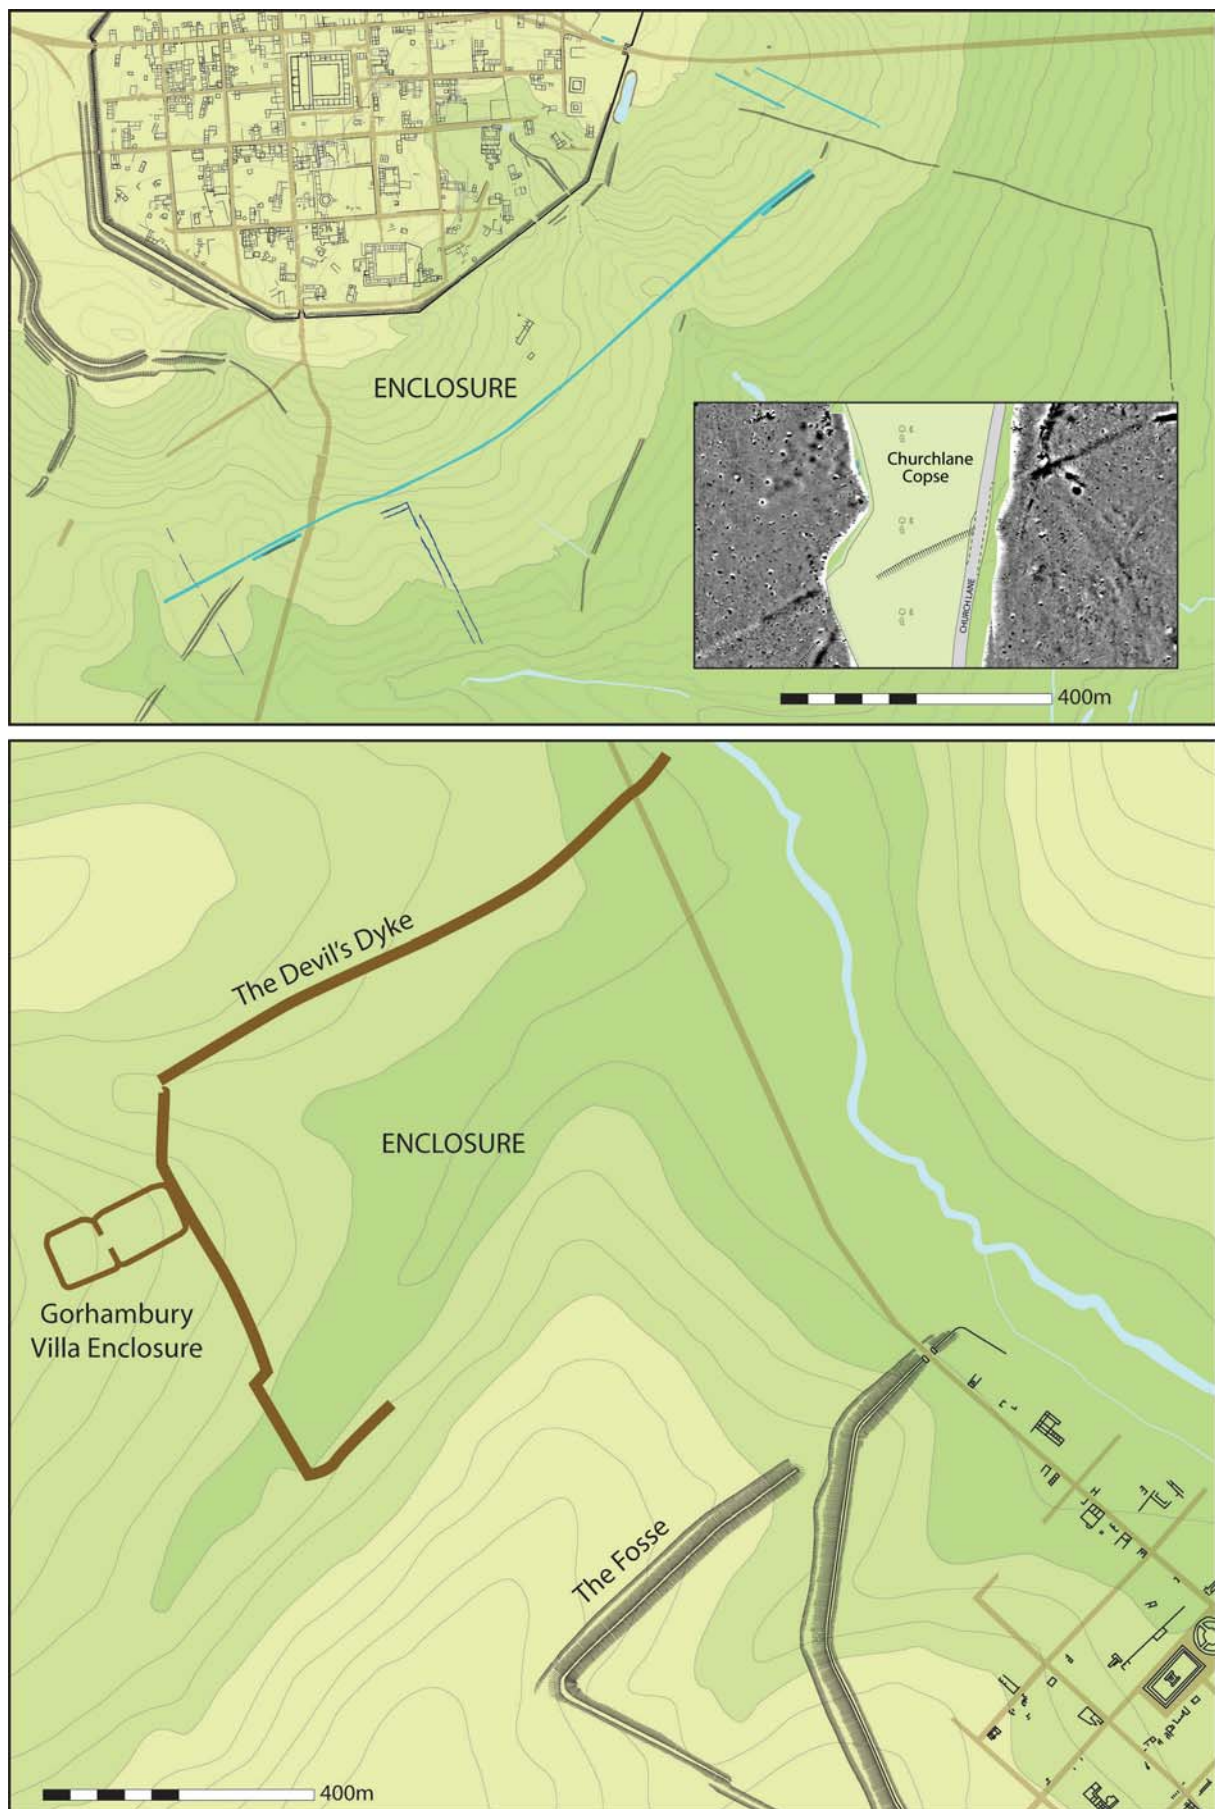 ENCLOSURE
Churchlane
Copse
CHURCH LANE
400m
The Devil's Dyke
ENCLOSURE
Gorhambury
Villa Enclosure
The Fosse
400m